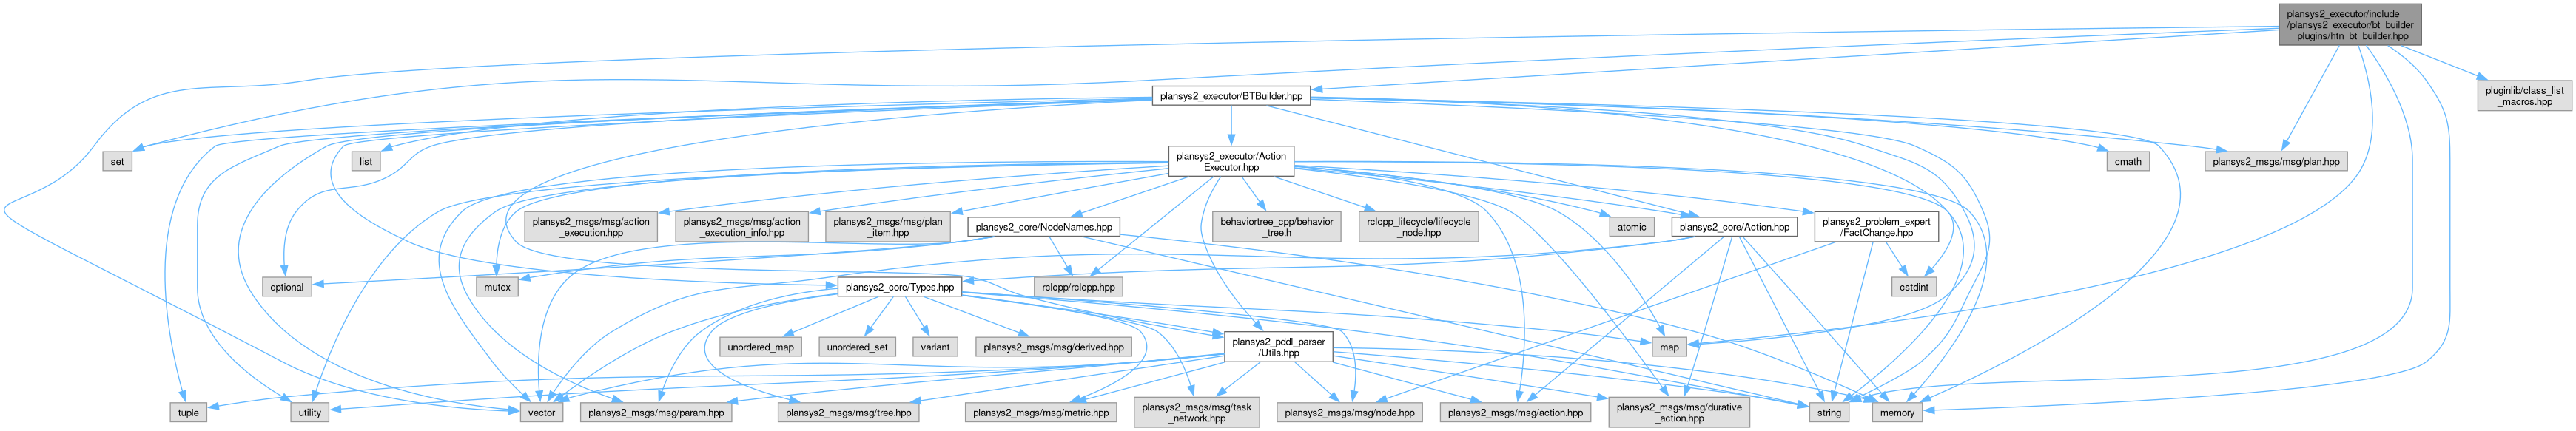 plansys2_executor/include
/plansys2_executor/bt_builder
_plugins/htn_bt_builder.hpp
plansys2_executor/BTBuilder.hpp
pluginlib/class_list
_macros.hpp
set
list
plansys2_executor/Action
Executor.hpp
cmath
plansys2_msgs/msg/plan.hpp
plansys2_msgs/msg/action
_execution.hpp
plansys2_msgs/msg/action
_execution_info.hpp
plansys2_msgs/msg/plan
_item.hpp
plansys2_core/NodeNames.hpp
behaviortree_cpp/behavior
_tree.h
rclcpp_lifecycle/lifecycle
_node.hpp
atomic
plansys2_core/Action.hpp
plansys2_problem_expert
/FactChange.hpp
optional
mutex
plansys2_core/Types.hpp
rclcpp/rclcpp.hpp
cstdint
unordered_map
unordered_set
variant
plansys2_msgs/msg/derived.hpp
plansys2_pddl_parser
/Utils.hpp
map
tuple
utility
vector
plansys2_msgs/msg/param.hpp
plansys2_msgs/msg/tree.hpp
plansys2_msgs/msg/metric.hpp
plansys2_msgs/msg/task
_network.hpp
plansys2_msgs/msg/node.hpp
plansys2_msgs/msg/action.hpp
plansys2_msgs/msg/durative
_action.hpp
string
memory